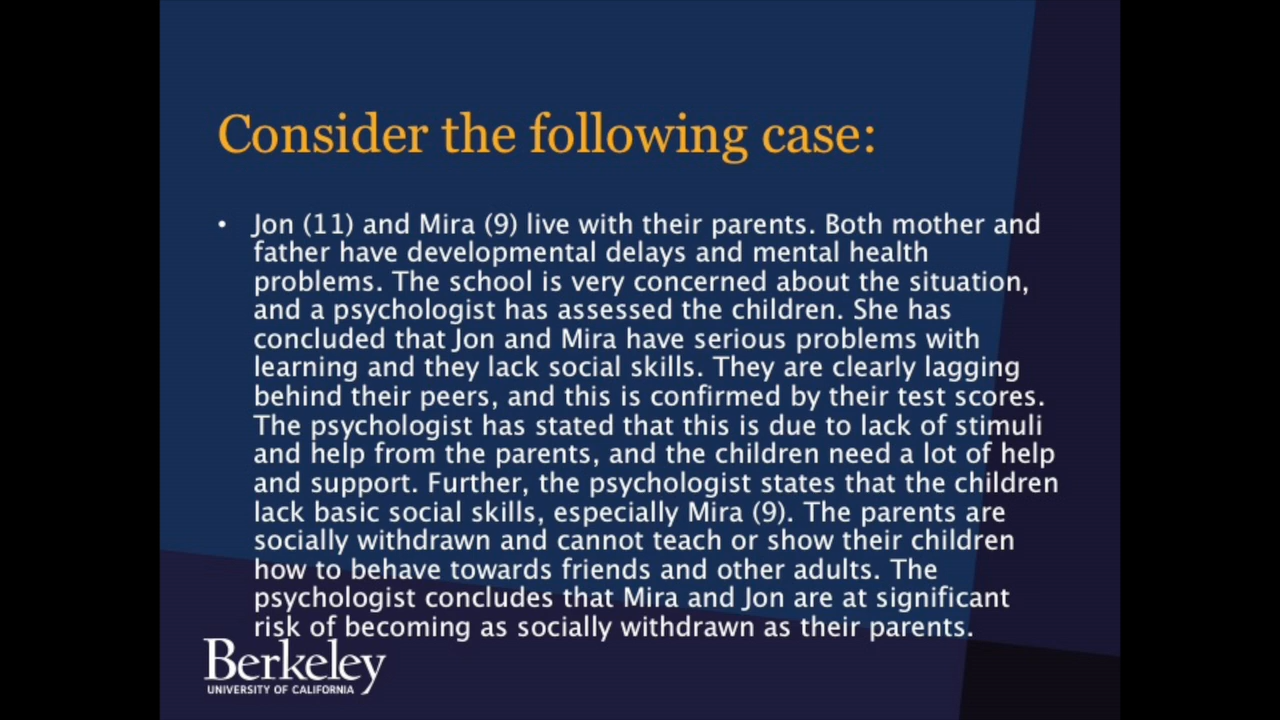 Consider the following case:
• Jon (11) and Mira (9) live with their parents. Both mother and
father have developmental delays and mental health
problems. The school is very concerned about the situation,
and a psychologist has assessed the children. She has
concluded that Jon and Mira have serious problems with
learning and they lack social skills. They are clearly lagging
behind their peers, and this is confirmed by their test scores.
The psychologist has stated that this is due to lack of stimuli
and help from the parents, and the children need a lot of help
and support. Further, the psychologist states that the children
lack basic social skills, especially Mira (9). The parents are
socially withdrawn and cannot teach or show their children
how to behave towards friends and other adults. The
psychologist concludes that Mira and Jon are at significant
risk of becoming as socially withdrawn as their parents.
Berkeley
UNIVERSITY OF CALIFORNIA